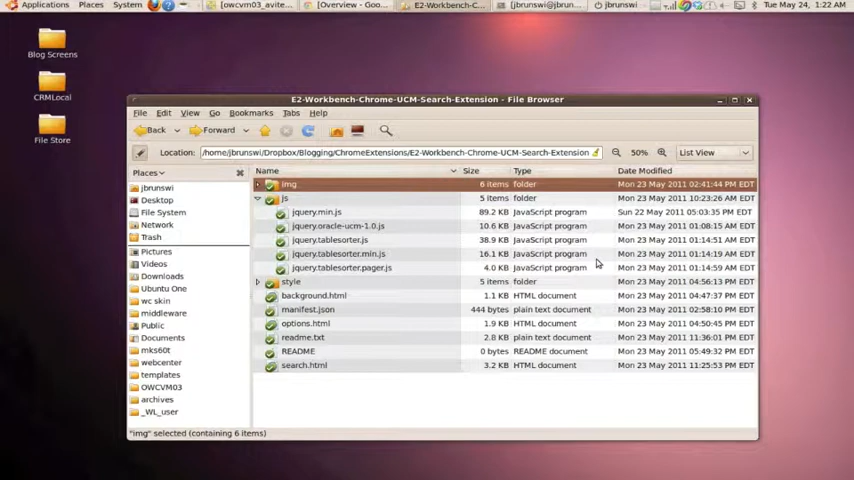 Applications Places System [owcvm03_avite... [Overview - Goo... E2-Workbench-C... [jbrunswi@jbrun... jbrunswi Tue May 24, 1:22 AM
Blog Screens
CRMLocal
File Store
E2-Workbench-Chrome-UCM-Search-Extension - File Browser
File Edit View Go Bookmarks Tabs Help
Back Forward
Location: /home/jbrunswi/Dropbox/Blogging/ChromeExtensions/E2-Workbench-Chrome-UCM-Search-Extension 50% List View
Places
jbrunswi
Desktop
File System
Network
Trash
Pictures
Videos
Downloads
Ubuntu One
wc skin
middleware
Public
Documents
mks60t
webcenter
templates
OWCVM03
archives
_WL_user
Name Size Type Date Modified
img 6 items folder Mon 23 May 2011 02:41:44 PM EDT
js 5 items folder Mon 23 May 2011 10:23:26 AM EDT
jquery.min.js 89.2 KB JavaScript program Sun 22 May 2011 05:03:35 PM EDT
jquery.oracle-ucm-1.0.js 10.6 KB JavaScript program Mon 23 May 2011 01:08:15 AM EDT
jquery.tablesorter.js 38.9 KB JavaScript program Mon 23 May 2011 01:14:51 AM EDT
jquery.tablesorter.min.js 16.1 KB JavaScript program Mon 23 May 2011 01:14:19 AM EDT
jquery.tablesorter.pager.js 4.0 KB JavaScript program Mon 23 May 2011 01:14:59 AM EDT
style 5 items folder Mon 23 May 2011 04:56:13 PM EDT
background.html 1.1 KB HTML document Mon 23 May 2011 04:47:37 PM EDT
manifest.json 444 bytes plain text document Mon 23 May 2011 02:58:10 PM EDT
options.html 1.9 KB HTML document Mon 23 May 2011 04:50:45 PM EDT
readme.txt 2.8 KB plain text document Mon 23 May 2011 11:36:01 PM EDT
README 0 bytes README document Mon 23 May 2011 05:49:32 PM EDT
search.html 3.2 KB HTML document Mon 23 May 2011 11:25:53 PM EDT
"img" selected (containing 6 items)